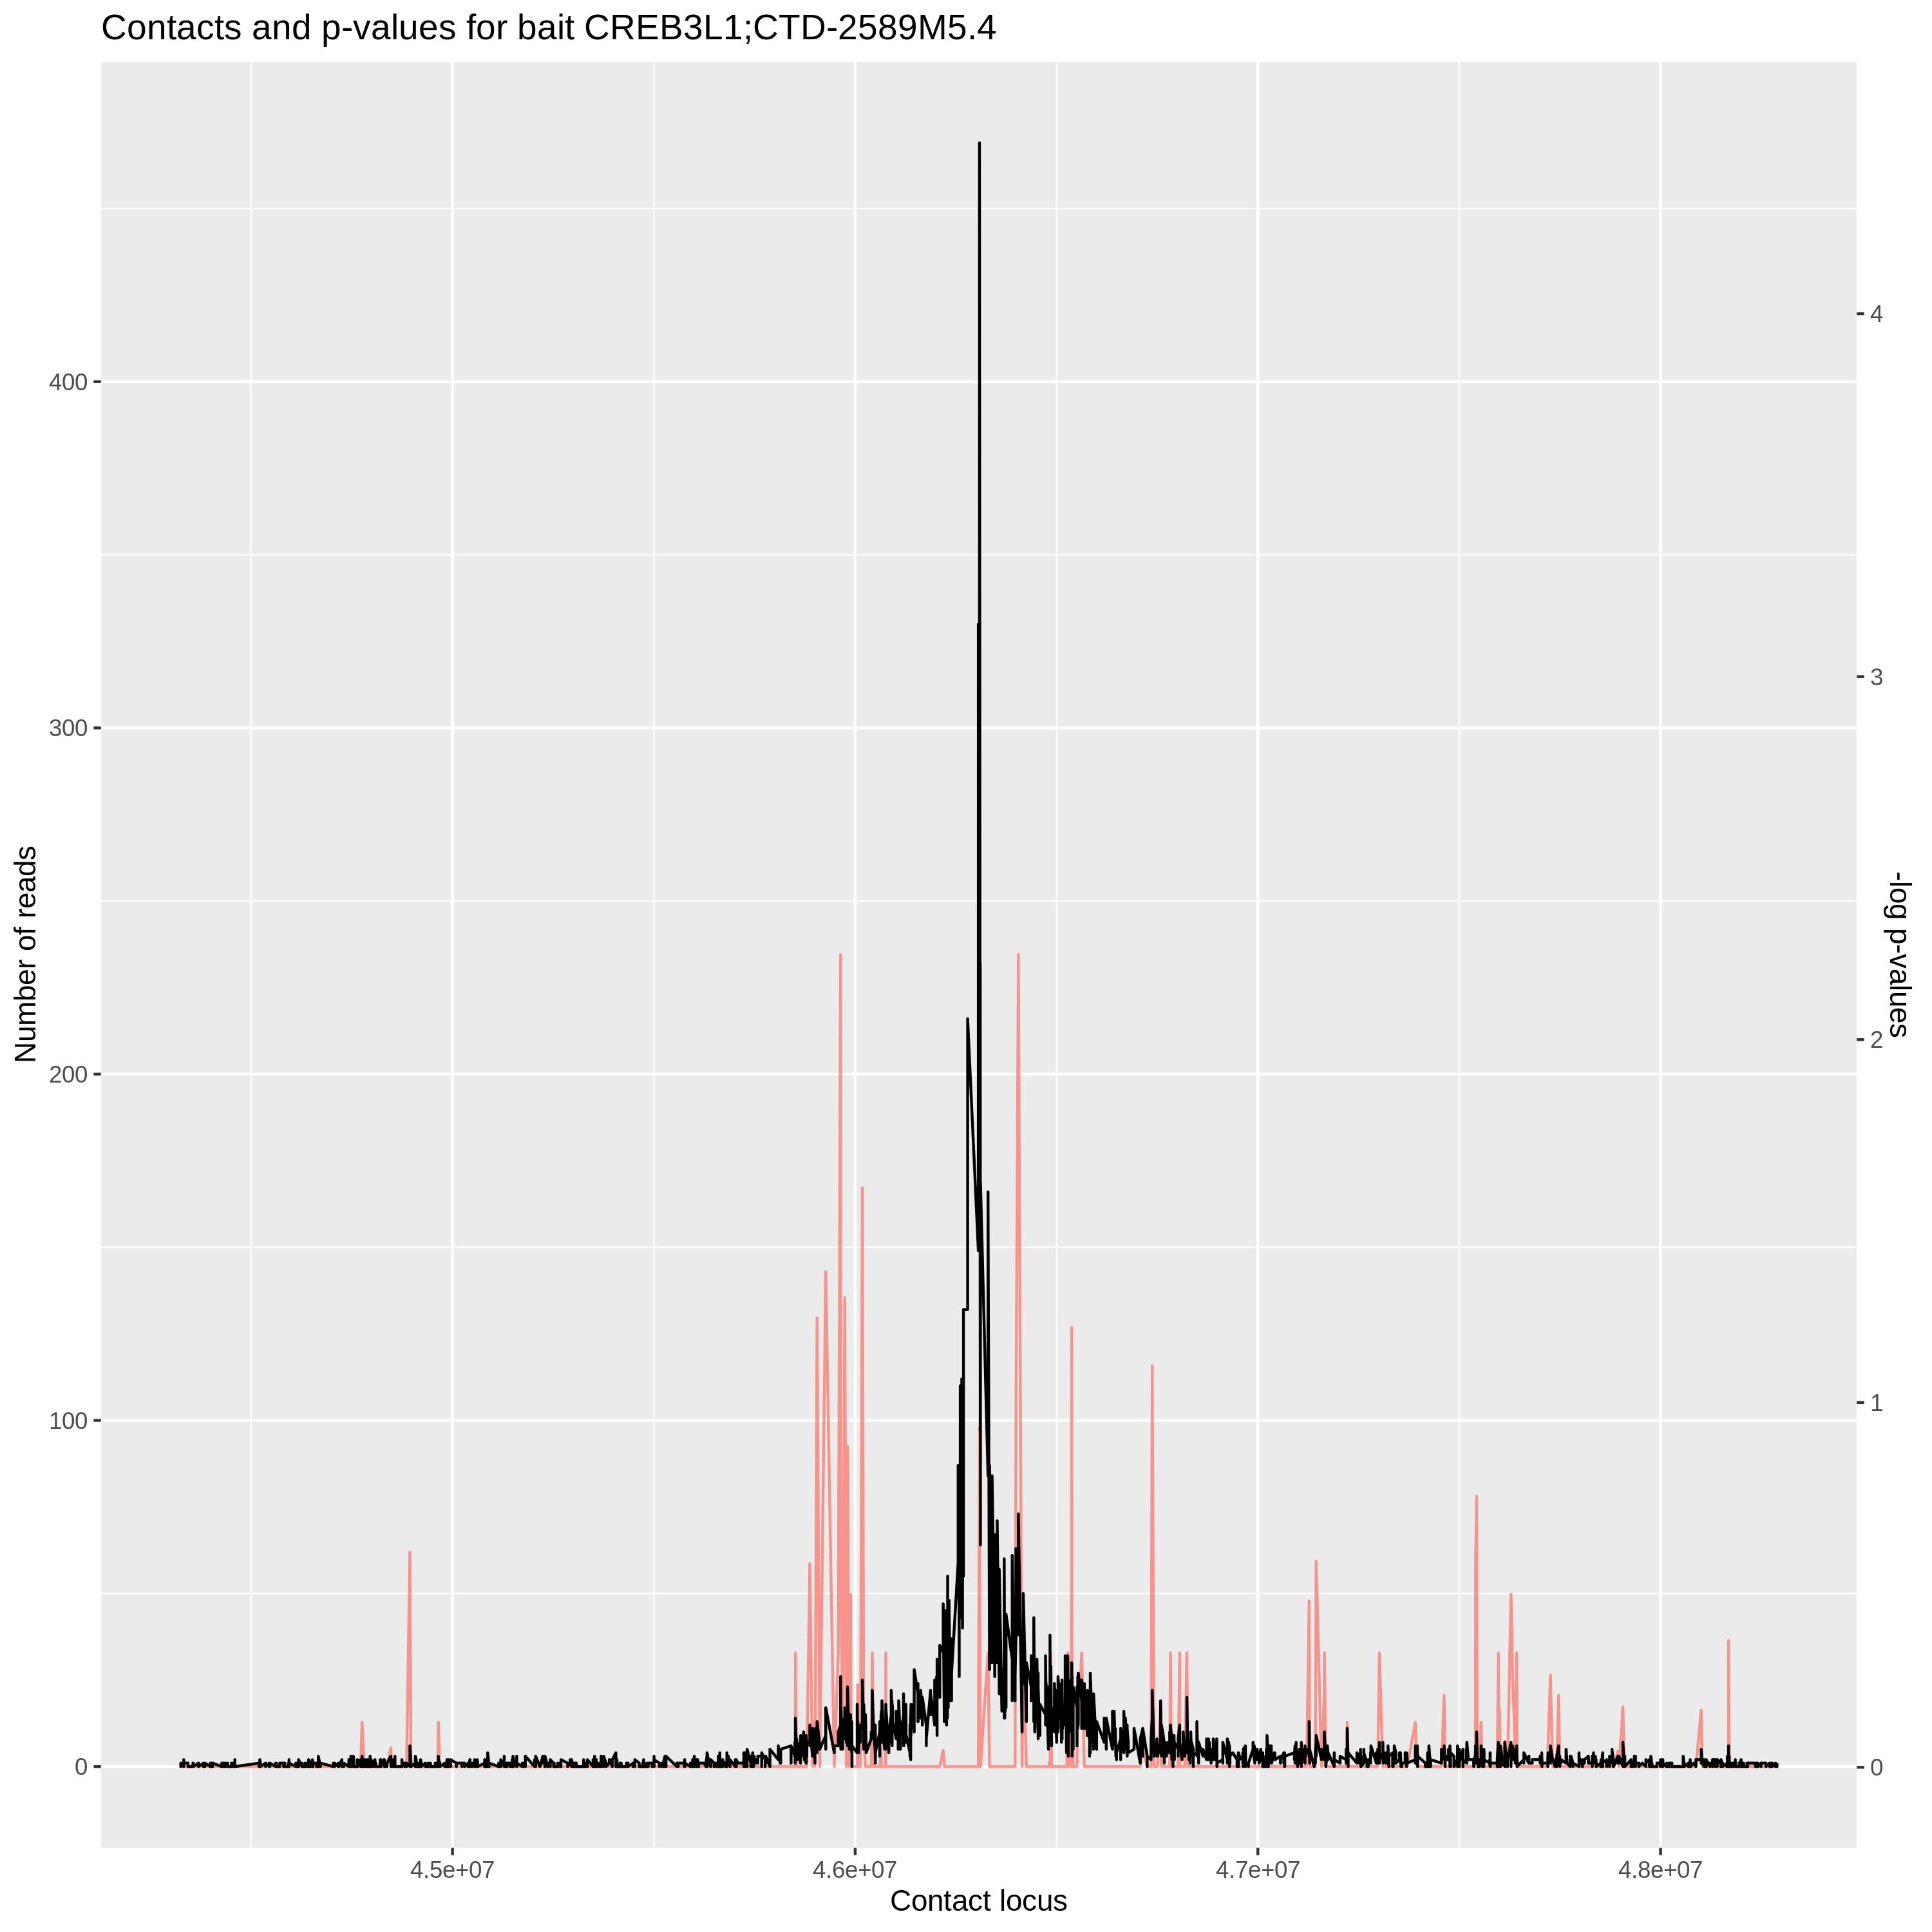 Contacts and p-values for bait CREB3L1;CTD-2589M5.4
Number of reads
400
300
200
100
0
4
3
2
1
0
-log p-values
4.5e+07
4.6e+07
4.7e+07
4.8e+07
Contact locus